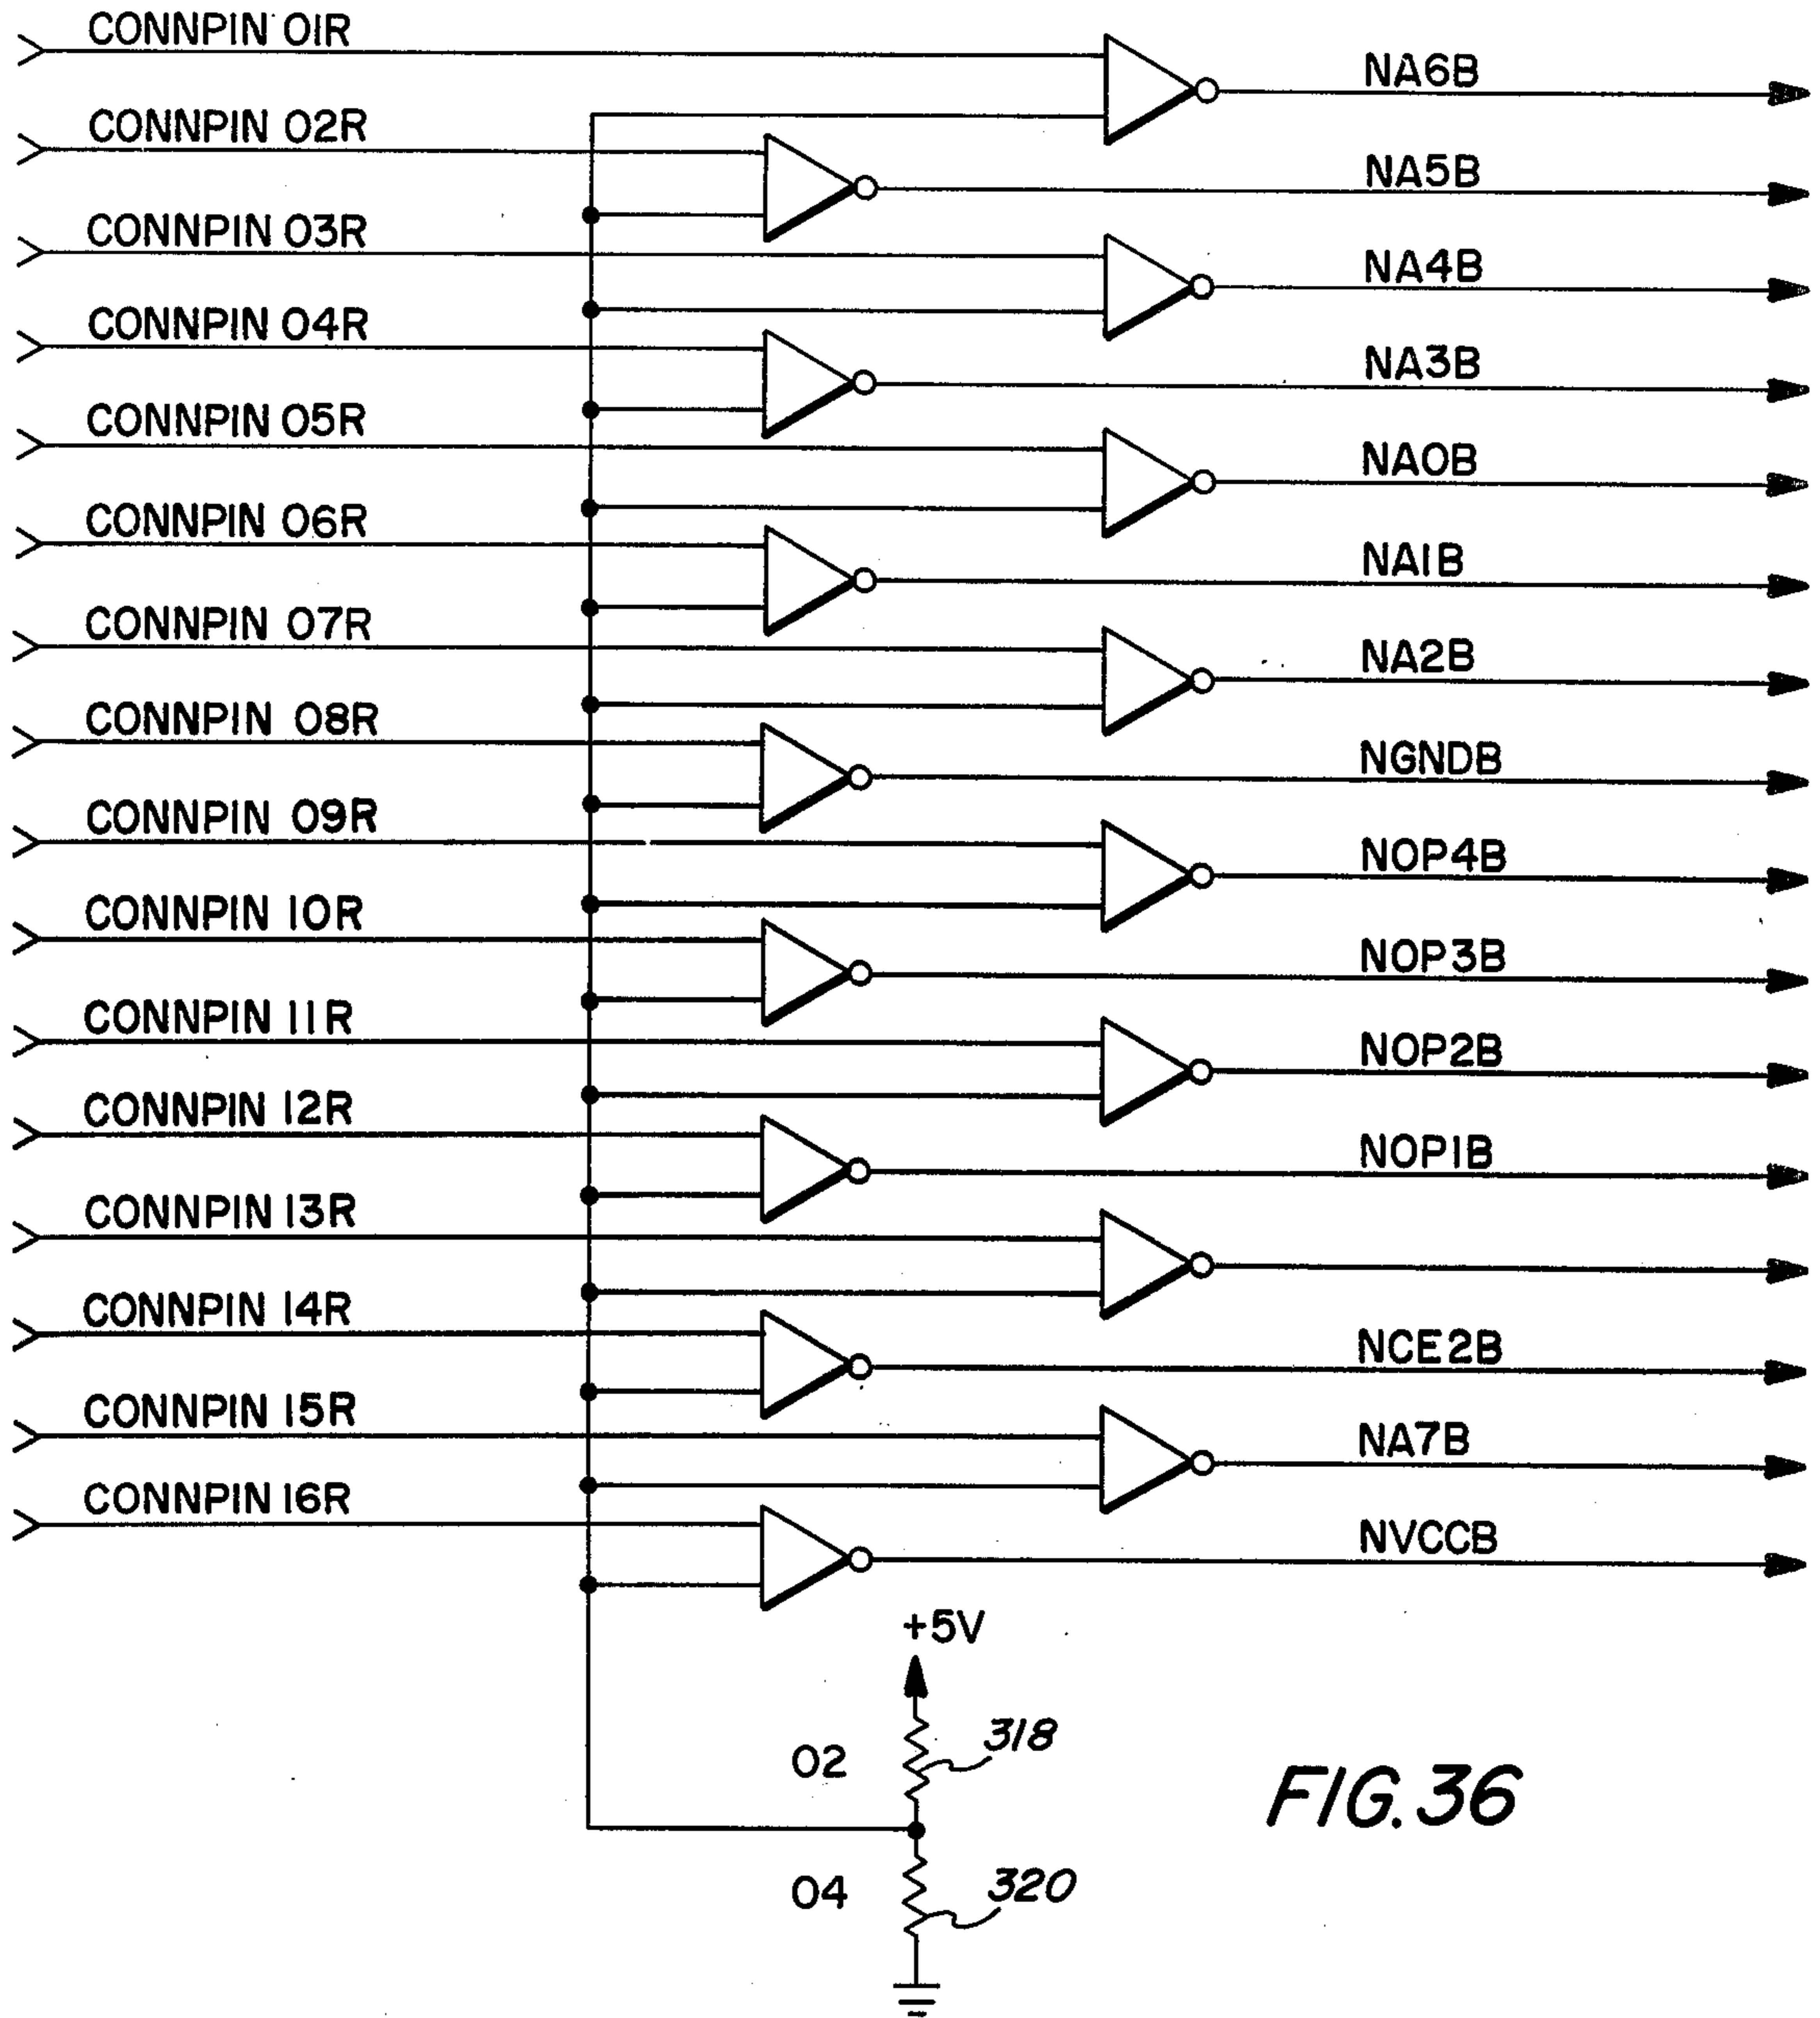 CONNPIN 01R
NA6B
CONNPIN 02R
NA5B
CONNPIN 03R
NA4B
CONNPIN 04R
NA3B
CONNPIN 05R
NA0B
CONNPIN 06R
NA1B
CONNPIN 07R
NA2B
CONNPIN 08R
NGNDB
CONNPIN 09R
NOP4B
CONNPIN 10R
NOP3B
CONNPIN 11R
NOP2B
CONNPIN 12R
NOP1B
CONNPIN 13R
CONNPIN 14R
NCE2B
CONNPIN 15R
NA7B
CONNPIN 16R
NVCCB
+5V
02
318
04
320
FIG. 36